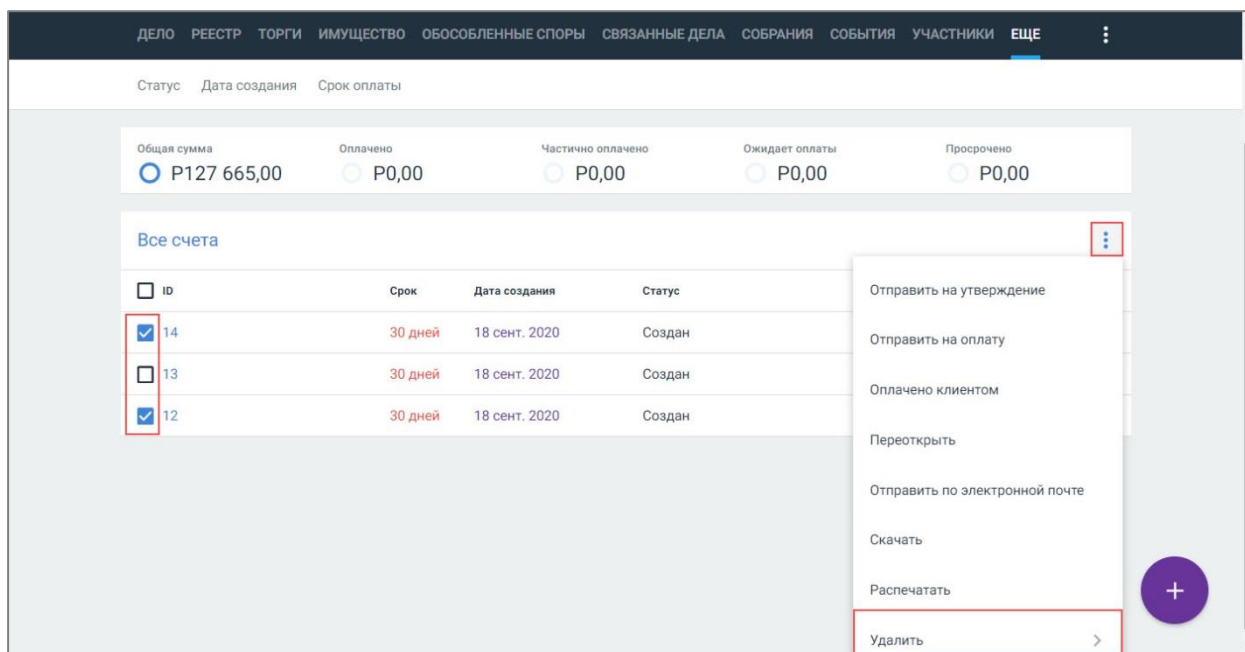 ДЕЛО РЕЕСТР ТОРГИ ИМУЩЕСТВО ОБОСОБЛЕННЫЕ СПОРЫ СВЯЗАННЫЕ ДЕЛА СОБРАНИЯ СОБЫТИЯ УЧАСТНИКИ ЕЩЕ
Статус Дата создания Срок оплаты
Общая сумма Оплачено Частично оплачено Ожидает оплаты Просрочено
Р127 665,00 Р0,00 Р0,00 Р0,00 Р0,00
Все счета
ID Срок Дата создания Статус
14 30 дней 18 сент. 2020 Создан
13 30 дней 18 сент. 2020 Создан
12 30 дней 18 сент. 2020 Создан
Отправить на утверждение
Отправить на оплату
Оплачено клиентом
Переоткрыть
Отправить по электронной почте
Скачать
Распечатать
Удалить